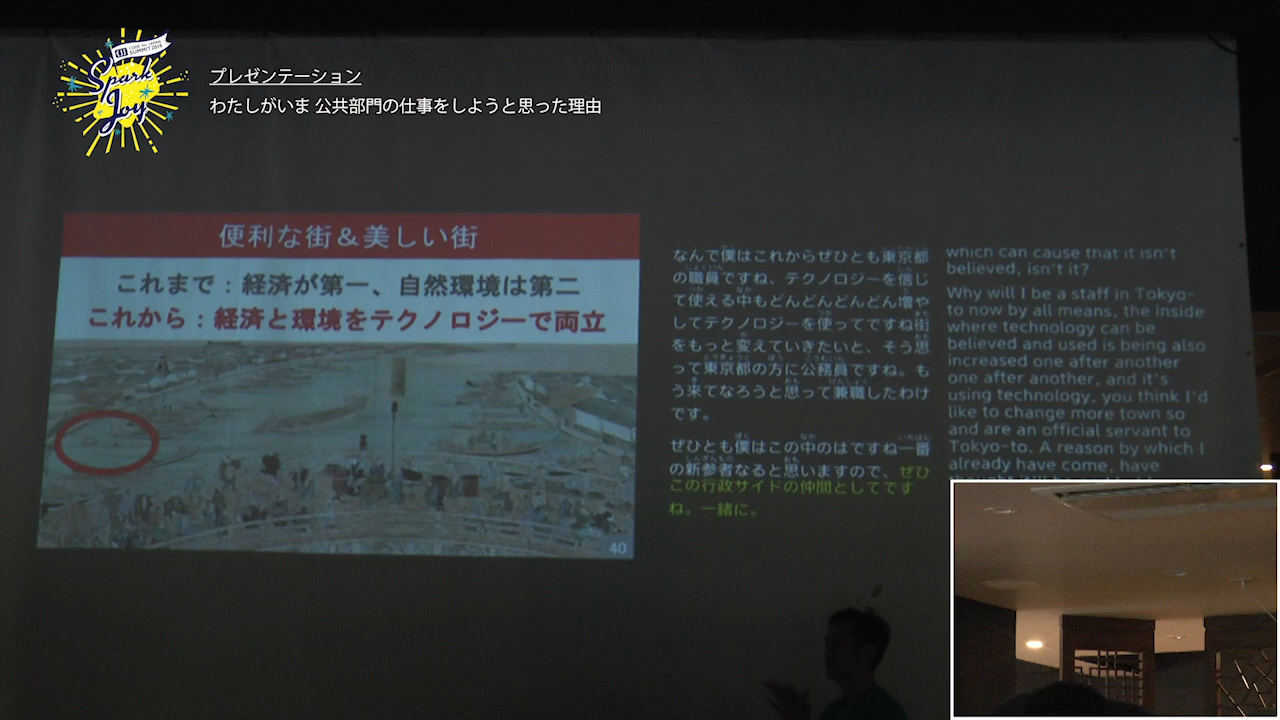 CODE for JAPAN
SUMMIT 2019
Spark
Joy
プレゼンテーション
わたしがいま 公共部門の仕事をしようと思った理由
便利な街＆美しい街
これまで：経済が第一、自然環境は第二
これから：経済と環境をテクノロジーで両立
40
なんで僕はこれからぜひとも東京都
の職員ですね、テクノロジーを信じ
て使える中もどんどんどんどん増や
してテクノロジーを使ってですね街
をもっと変えていきたいと、そう思
って東京都の方に公務員ですね。も
う来てなろうと思って兼職したわけ
です。
ぜひとも僕はこの中のはですね一番
の新参者なると思いますので、ぜひ
この行政サイドの仲間としてです
ね。一緒に。
which can cause that it isn't
believed, isn't it?
Why will I be a staff in Tokyo-
to now by all means, the inside
where technology can be
believed and used is being also
increased one after another
one after another, and it's
using technology, you think I'd
like to change more town so
and are an official servant to
Tokyo-to. A reason by which I
already have come, have